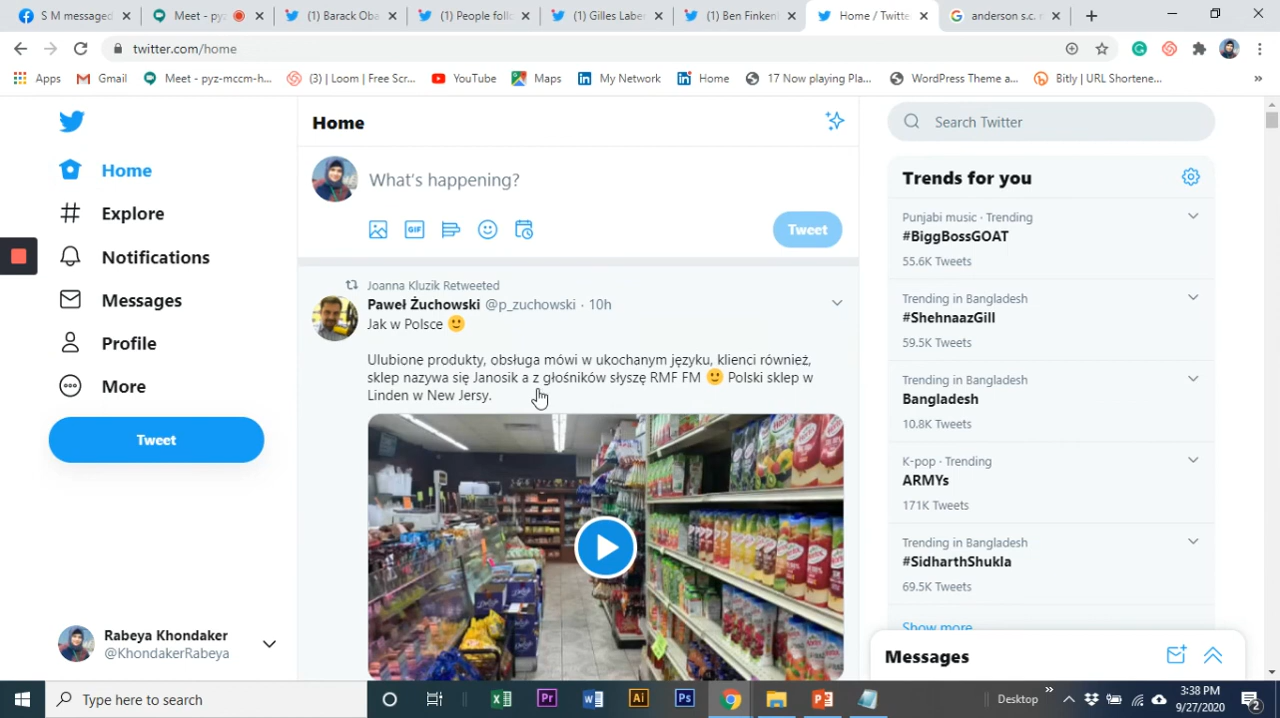 S M messaged
Meet - pyz
(1) Barack Oba
(1) People foll
(1) Gilles Labe
(1) Ben Finken
Home / Twitte
anderson s.c.
twitter.com/home
Apps
Gmail
Meet - pyz-mccm-h...
(3) | Loom | Free Scr...
YouTube
Maps
My Network
Home
17 Now playing Pla...
WordPress Theme a...
Bitly | URL Shortene...
Home
Explore
Notifications
Messages
Profile
More
Tweet
Rabeya Khondaker
@KhondakerRabeya
Home
What's happening?
GIF
Tweet
Joanna Kluzik Retweeted
Paweł Żuchowski @p_zuchowski · 10h
Jak w Polsce 🙂
Ulubione produkty, obsługa mówi w ukochanym języku, klienci również,
sklep nazywa się Janosik a z głośników słyszę RMF FM 🙂 Polski sklep w
Linden w New Jersy.
Search Twitter
Trends for you
Punjabi music · Trending
#BiggBossGOAT
55.6K Tweets
Trending in Bangladesh
#ShehnaazGill
59.5K Tweets
Trending in Bangladesh
Bangladesh
10.8K Tweets
K-pop · Trending
ARMYs
171K Tweets
Trending in Bangladesh
#SidharthShukla
69.5K Tweets
Show more
Messages
Type here to search
Pr
Ai
Ps
Desktop
3:38 PM
9/27/2020
2